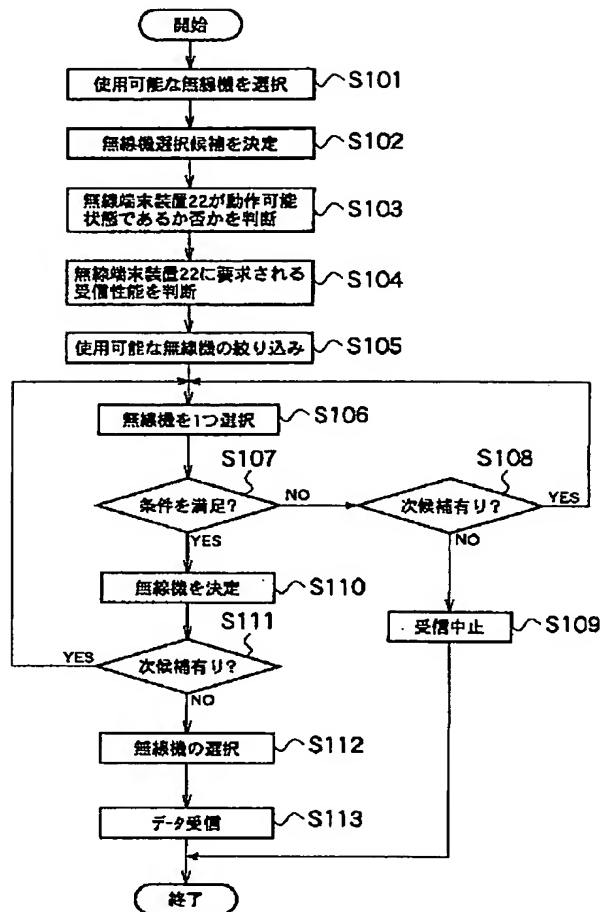 開始
使用可能な無線機を選択
S101
無線機選択候補を決定
S102
無線端末装置22が動作可能
状態であるか否かを判断
S103
無線端末装置22に要求される
受信性能を判断
S104
使用可能な無線機の絞り込み
S105
無線機を1つ選択
S106
条件を満足?
S107
NO
YES
次候補有り?
S108
YES
NO
受信中止
S109
無線機を決定
S110
次候補有り?
S111
YES
NO
無線機の選択
S112
データ受信
S113
終了